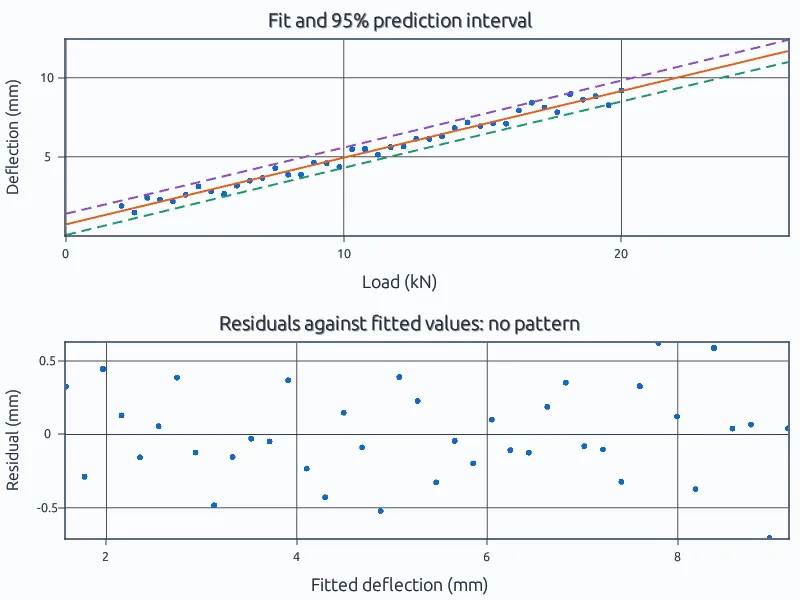 Fit and 95% prediction interval
Deflection (mm)
10
5
0
10
20
Load (kN)
Residuals against fitted values: no pattern
Residual (mm)
0.5
0
-0.5
2
4
6
8
Fitted deflection (mm)